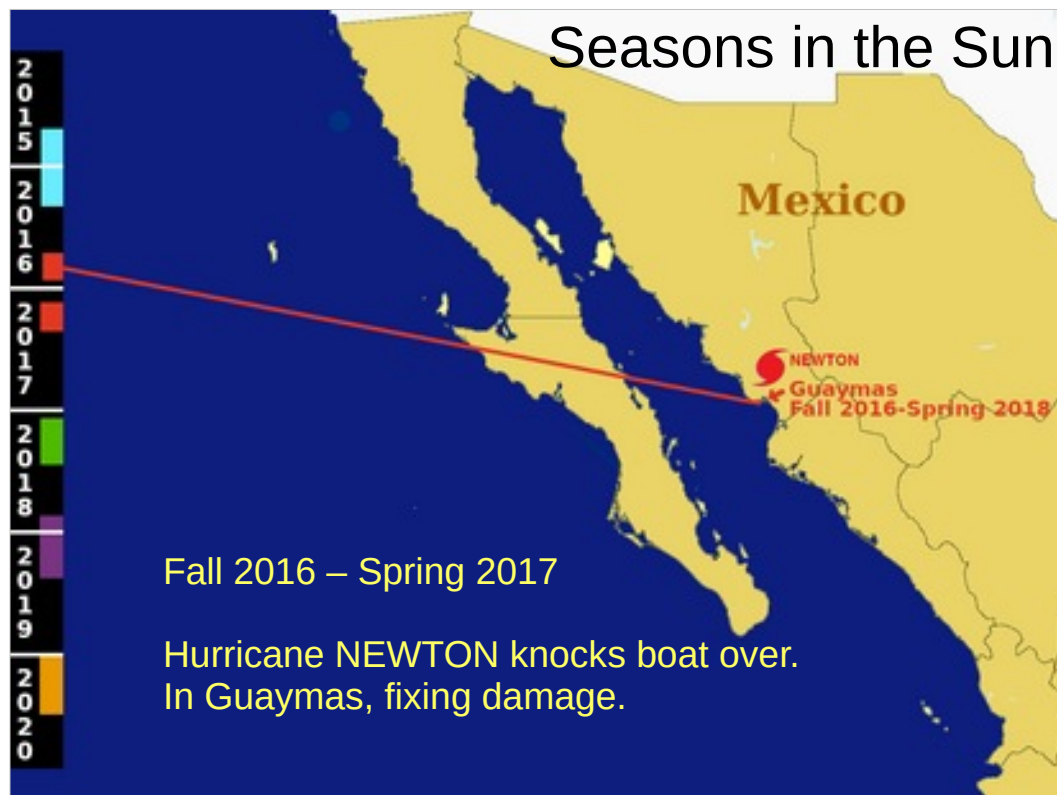 Seasons in the Sun
2015
2016
2017
2018
2019
2020
Mexico
NEWTON
Guaymas
Fall 2016-Spring 2018
Fall 2016 – Spring 2017
Hurricane NEWTON knocks boat over.
In Guaymas, fixing damage.